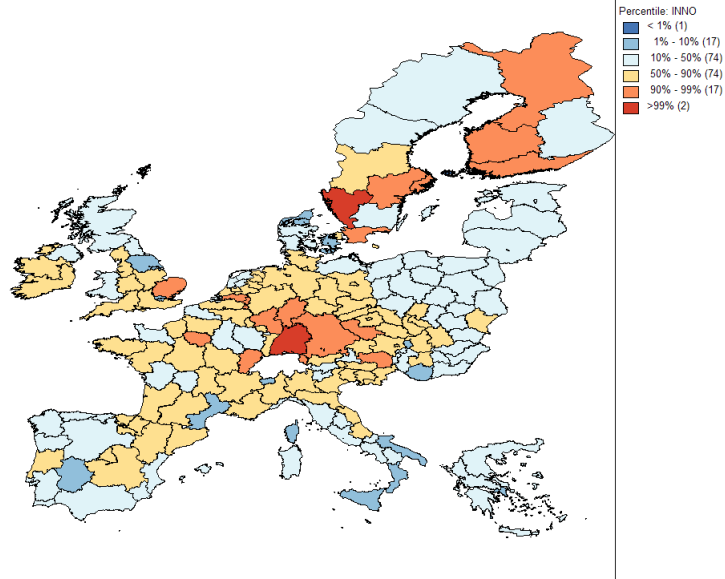 Percentile: INNO
< 1% (1)
1% - 10% (17)
10% - 50% (74)
50% - 90% (74)
90% - 99% (17)
>99% (2)